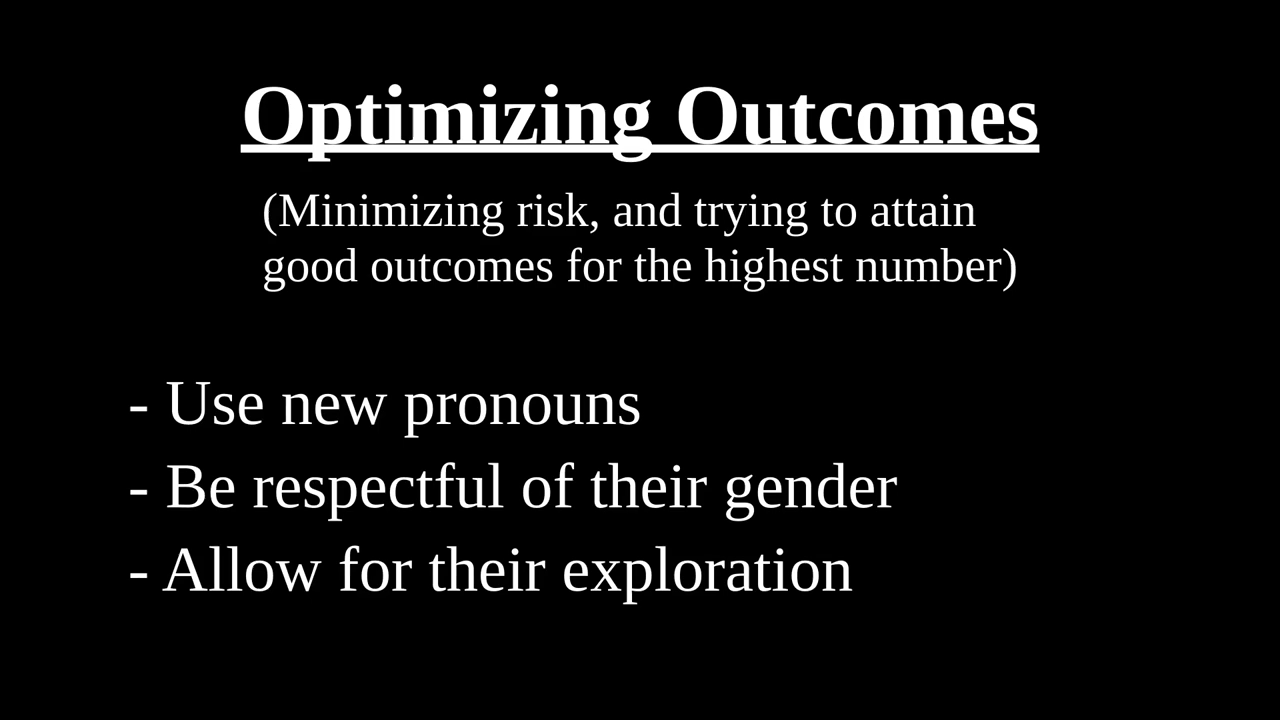 Optimizing Outcomes
(Minimizing risk, and trying to attain
good outcomes for the highest number)
- Use new pronouns
- Be respectful of their gender
- Allow for their exploration